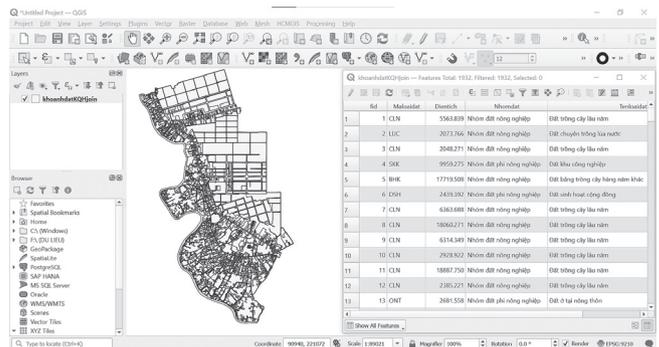 *Untitled Project — QGIS
Project Edit View Layer Settings Plugins Vector Raster Database Web Mesh HCMGIS Processing Help
12
Layers
khoanhdatKQHjoin
Browser
Favorites
Spatial Bookmarks
Home
C:\ (Windows)
F:\ (DU LIEU)
GeoPackage
SpatiaLite
PostgreSQL
SAP HANA
MS SQL Server
Oracle
WMS/WMTS
Scenes
Vector Tiles
XYZ Tiles
khoanhdatKQHjoin — Features Total: 1932, Filtered: 1932, Selected: 0
fid Maloaidat Dientich Nhomdat Tenloaidat
1 1 CLN 5563.839 Nhóm đất nông nghiệp Đất trồng cây lâu năm
2 2 LUC 2073.766 Nhóm đất nông nghiệp Đất chuyên trồng lúa nước
3 3 CLN 2048.271 Nhóm đất nông nghiệp Đất trồng cây lâu năm
4 4 SKK 9959.275 Nhóm đất phi nông nghiệp Đất khu công nghiệp
5 5 BHK 17719.508 Nhóm đất nông nghiệp Đất bằng trồng cây hàng năm khác
6 6 DSH 2439.392 Nhóm đất phi nông nghiệp Đất sinh hoạt cộng đồng
7 7 CLN 6363.688 Nhóm đất nông nghiệp Đất trồng cây lâu năm
8 8 CLN 18060.271 Nhóm đất nông nghiệp Đất trồng cây lâu năm
9 9 CLN 6314.349 Nhóm đất nông nghiệp Đất trồng cây lâu năm
10 10 CLN 2928.922 Nhóm đất nông nghiệp Đất trồng cây lâu năm
11 11 CLN 18887.750 Nhóm đất nông nghiệp Đất trồng cây lâu năm
12 12 CLN 2385.221 Nhóm đất nông nghiệp Đất trồng cây lâu năm
13 13 ONT 2681.558 Nhóm đất phi nông nghiệp Đất ở tại nông thôn
Show All Features
Type to locate (Ctrl+K) Coordinate 90940, 221072 Scale 1:89021 Magnifier 100% Rotation 0.0 ° Render EPSG:9210